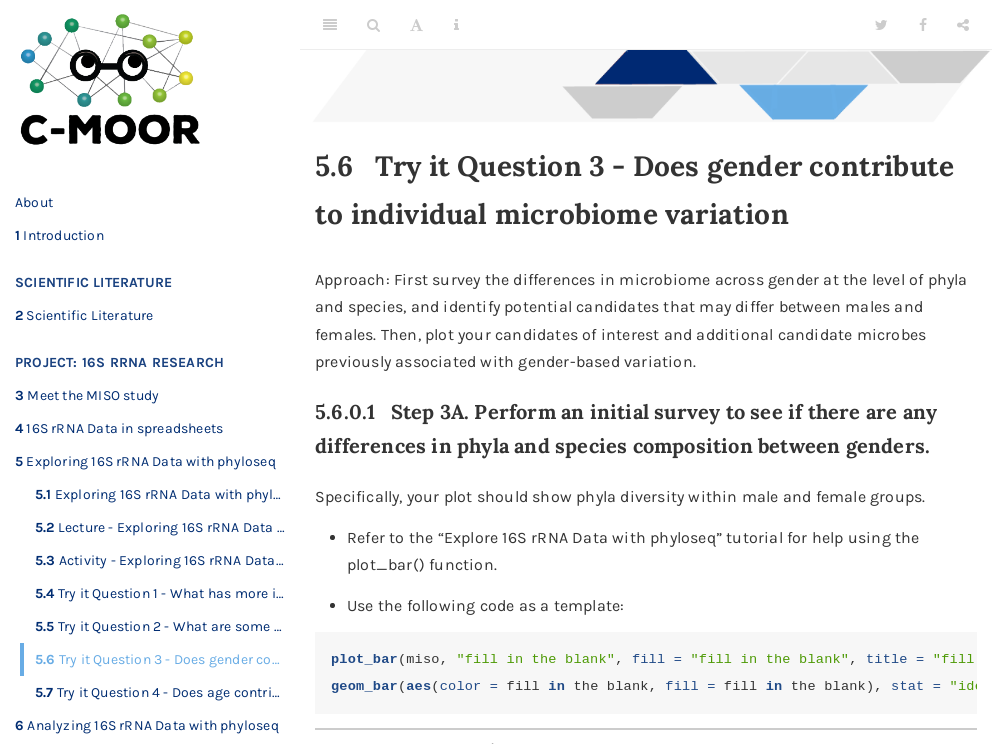 C-MOOR
About
1 Introduction
SCIENTIFIC LITERATURE
2 Scientific Literature
PROJECT: 16S RRNA RESEARCH
3 Meet the MISO study
4 16S rRNA Data in spreadsheets
5 Exploring 16S rRNA Data with phyloseq
5.1 Exploring 16S rRNA Data with phyl...
5.2 Lecture - Exploring 16S rRNA Data ...
5.3 Activity - Exploring 16S rRNA Data...
5.4 Try it Question 1 - What has more i...
5.5 Try it Question 2 - What are some ...
5.6 Try it Question 3 - Does gender co...
5.7 Try it Question 4 - Does age contri...
6 Analyzing 16S rRNA Data with phyloseq
5.6 Try it Question 3 - Does gender contribute
to individual microbiome variation
Approach: First survey the differences in microbiome across gender at the level of phyla
and species, and identify potential candidates that may differ between males and
females. Then, plot your candidates of interest and additional candidate microbes
previously associated with gender-based variation.
5.6.0.1 Step 3A. Perform an initial survey to see if there are any
differences in phyla and species composition between genders.
Specifically, your plot should show phyla diversity within male and female groups.
• Refer to the “Explore 16S rRNA Data with phyloseq” tutorial for help using the
plot_bar() function.
• Use the following code as a template:
plot_bar(miso, "fill in the blank", fill = "fill in the blank", title = "fill
geom_bar(aes(color = fill in the blank, fill = fill in the blank), stat = "ide